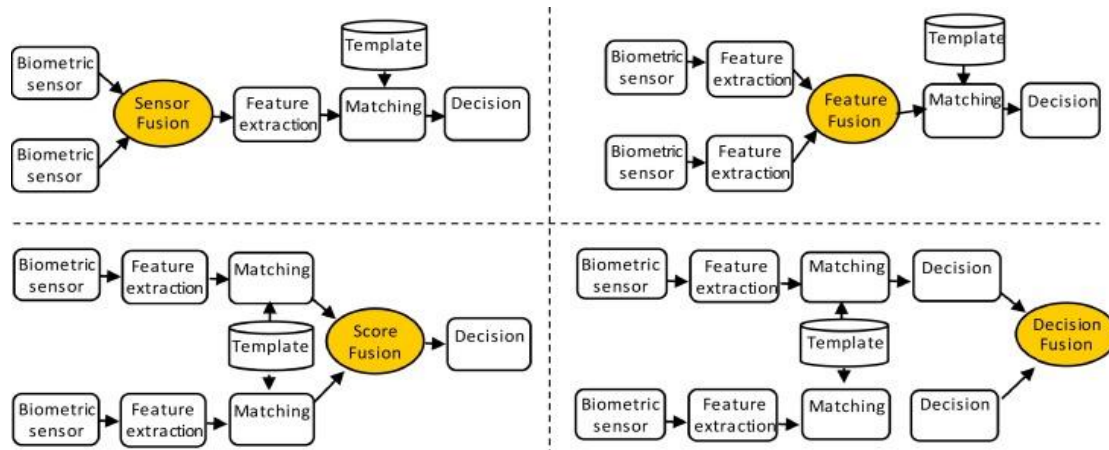 Biometric
sensor
Biometric
sensor
Sensor
Fusion
Feature
extraction
Template
Matching
Decision
Biometric
sensor
Feature
extraction
Biometric
sensor
Feature
extraction
Feature
Fusion
Template
Matching
Decision
Biometric
sensor
Feature
extraction
Matching
Template
Biometric
sensor
Feature
extraction
Matching
Score
Fusion
Decision
Biometric
sensor
Feature
extraction
Matching
Decision
Template
Biometric
sensor
Feature
extraction
Matching
Decision
Decision
Fusion